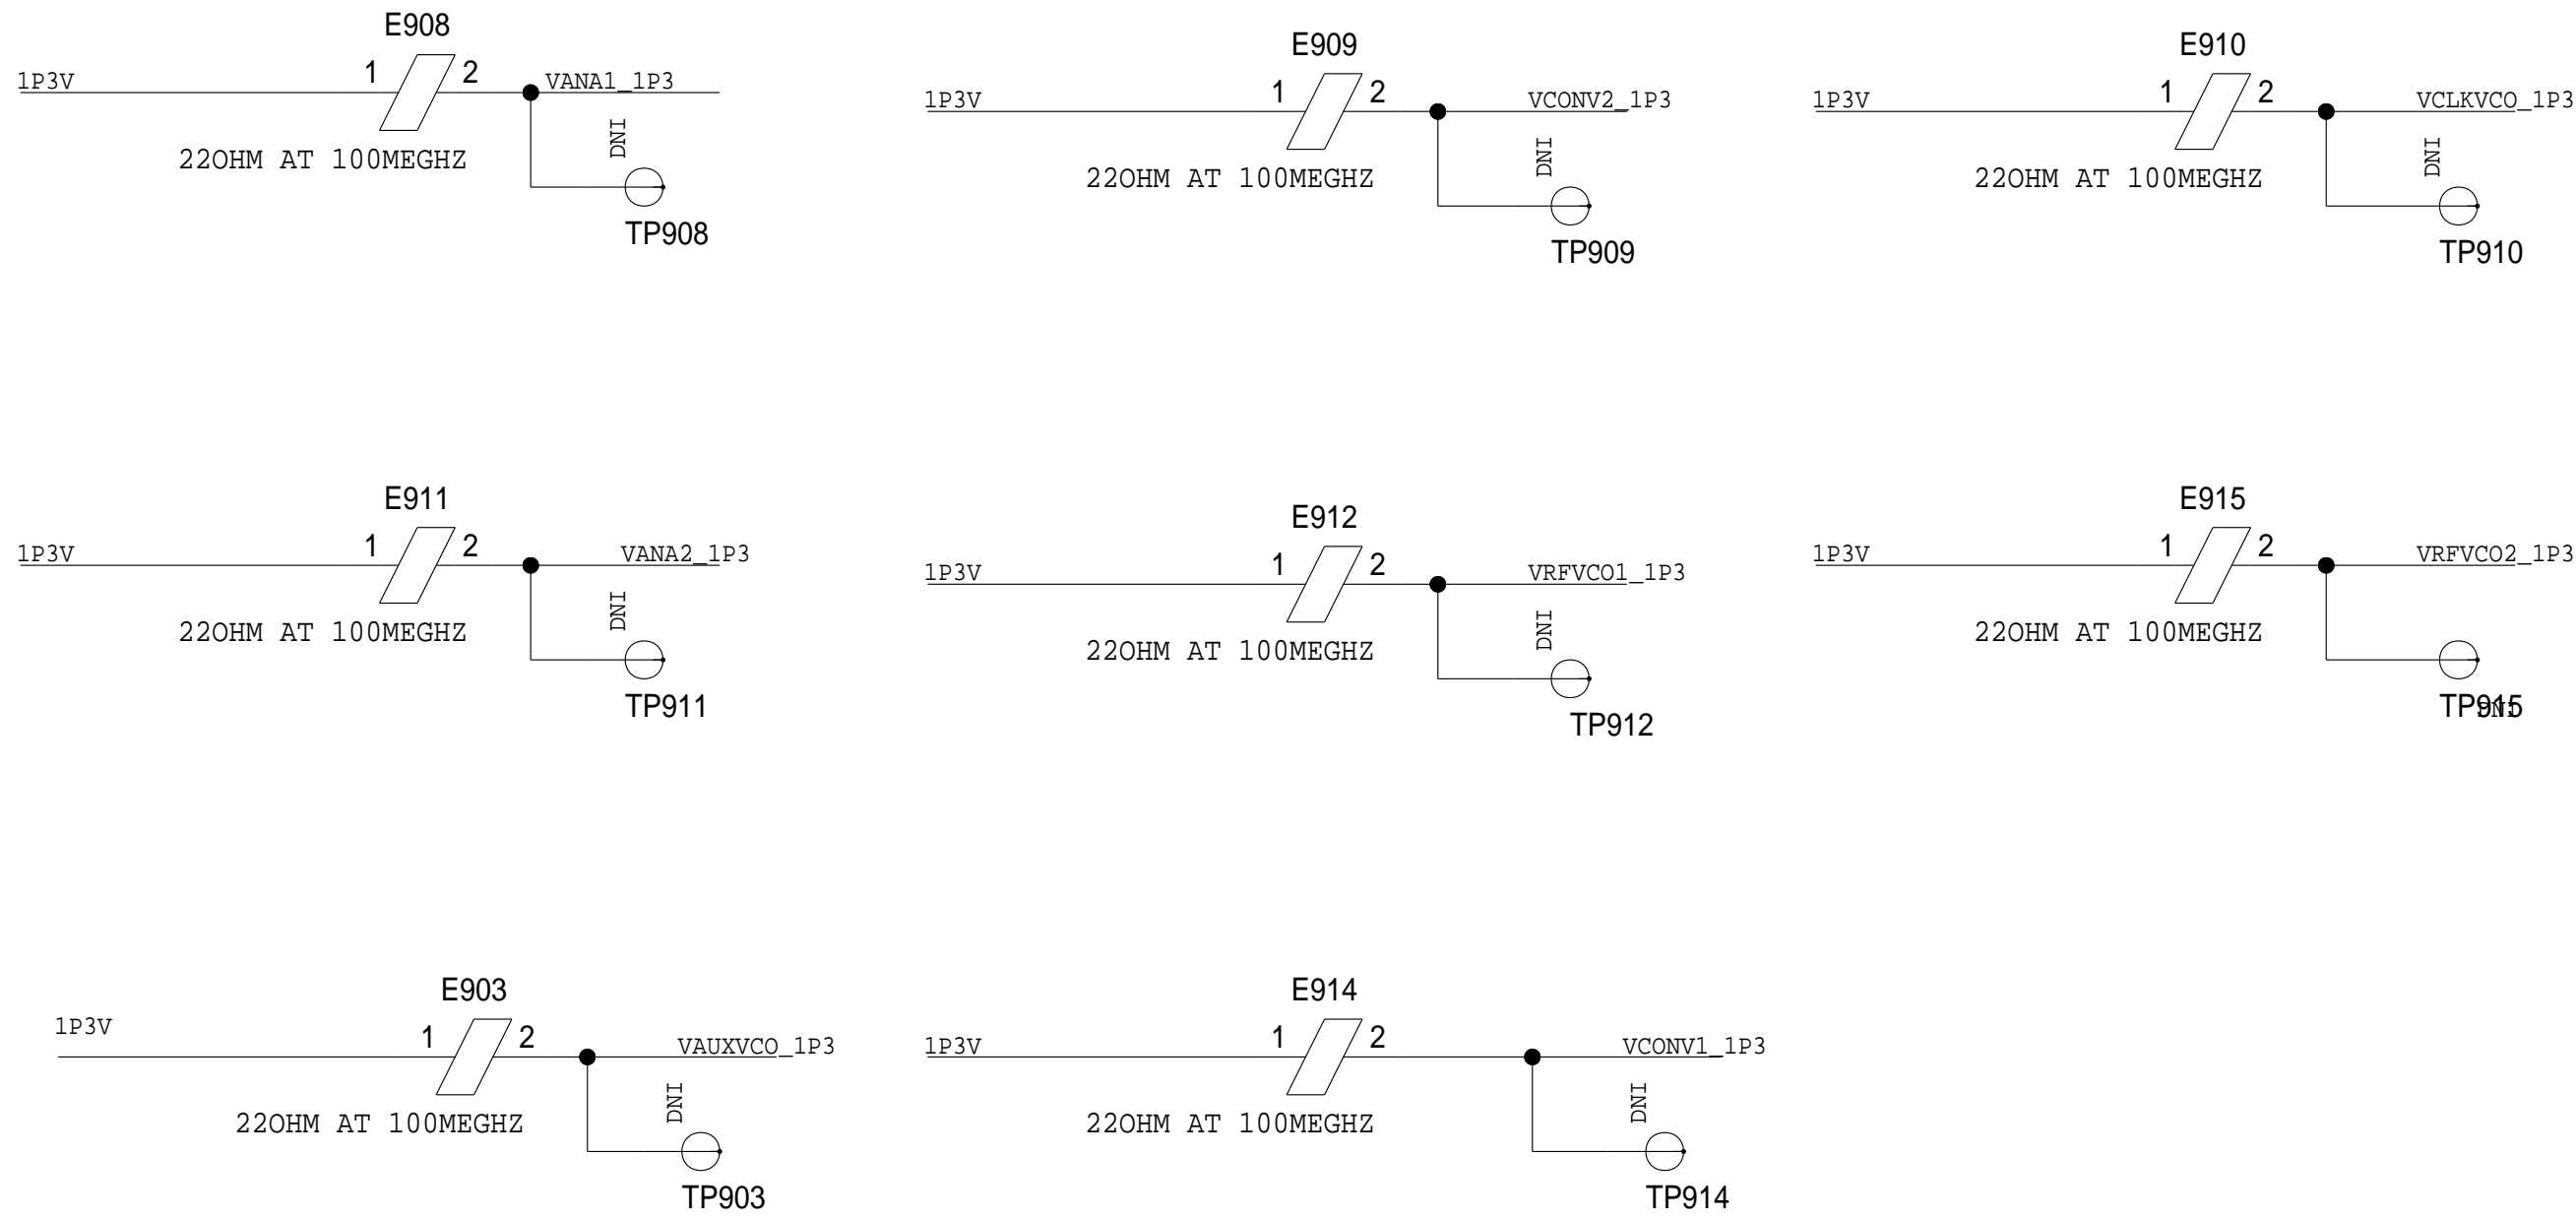 E908
1P3V 1 2 VANA1_1P3
22OHM AT 100MEGHZ
DNI
TP908
E909
1P3V 1 2 VCONV2_1P3
22OHM AT 100MEGHZ
DNI
TP909
E910
1P3V 1 2 VCLKVCO_1P3
22OHM AT 100MEGHZ
DNI
TP910
E911
1P3V 1 2 VANA2_1P3
22OHM AT 100MEGHZ
DNI
TP911
E912
1P3V 1 2 VRFVCO1_1P3
22OHM AT 100MEGHZ
DNI
TP912
E915
1P3V 1 2 VRFVCO2_1P3
22OHM AT 100MEGHZ
TP915
DNI
E903
1P3V 1 2 VAUXVCO_1P3
22OHM AT 100MEGHZ
DNI
TP903
E914
1P3V 1 2 VCONV1_1P3
22OHM AT 100MEGHZ
DNI
TP914